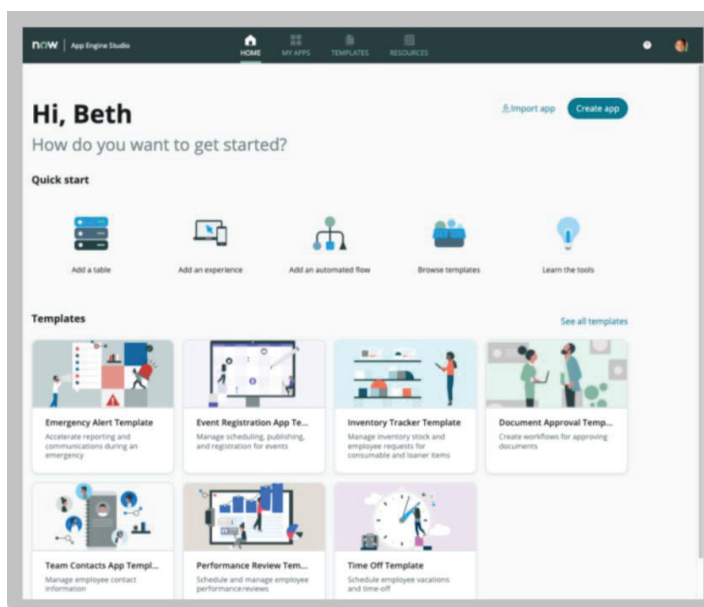 now | App Engine Studio
HOME
MY APPS
TEMPLATES
RESOURCES
Hi, Beth
Import app
Create app
How do you want to get started?
Quick start
Add a table
Add an experience
Add an automated flow
Browse templates
Learn the tools
Templates
See all templates
Emergency Alert Template
Accelerate reporting and
communications during an
emergency
Event Registration App Te...
Manage scheduling, publishing,
and registration for events
Inventory Tracker Template
Manage inventory stock and
employee requests for
consumable and loaner items
Document Approval Temp...
Create workflows for approving
documents
Team Contacts App Templ...
Manage employee contact
information
Performance Review Tem...
Schedule and manage employee
performance reviews
Time Off Template
Schedule employee vacations
and time-off